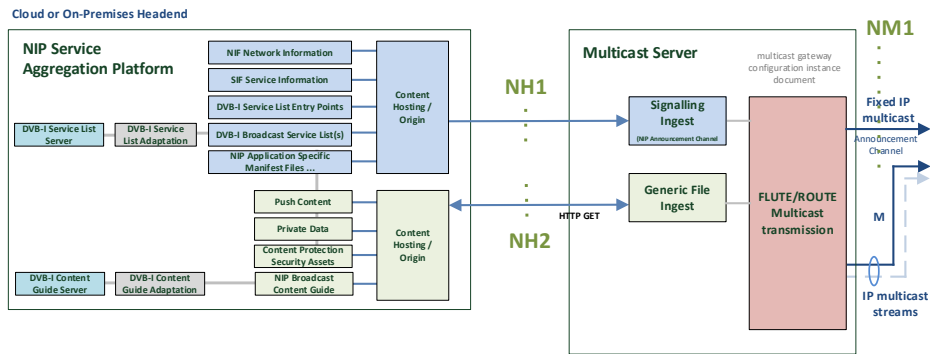 Cloud or On-Premises Headend
NIP Service
Aggregation Platform
NIF Network Information
SIF Service Information
DVB-I Service List Entry Points
DVB-I Service List
Server
DVB-I Service
List Adaptation
DVB-I Broadcast Service List(s)
NIP Application Specific
Manifest Files ...
Content
Hosting /
Origin
Push Content
Private Data
Content Protection
Security Assets
DVB-I Content
Guide Server
DVB-I Content
Guide Adaptation
NIP Broadcast
Content Guide
Content
Hosting /
Origin
NH1
NH2
HTTP GET
Multicast Server
multicast gateway
configuration instance
document
Signalling
Ingest
(NIP Announcement Channel
Generic File
Ingest
FLUTE/ROUTE
Multicast
transmission
NM1
Fixed IP
multicast
Announcement
Channel
M
IP multicast
streams